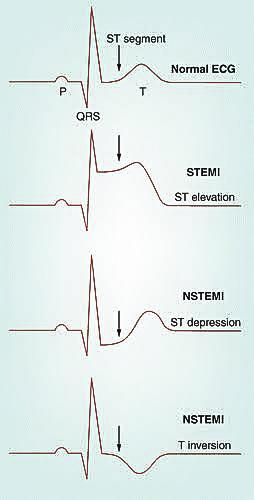 ST segment
Normal ECG
P
T
QRS
STEMI
ST elevation
NSTEMI
ST depression
NSTEMI
T inversion